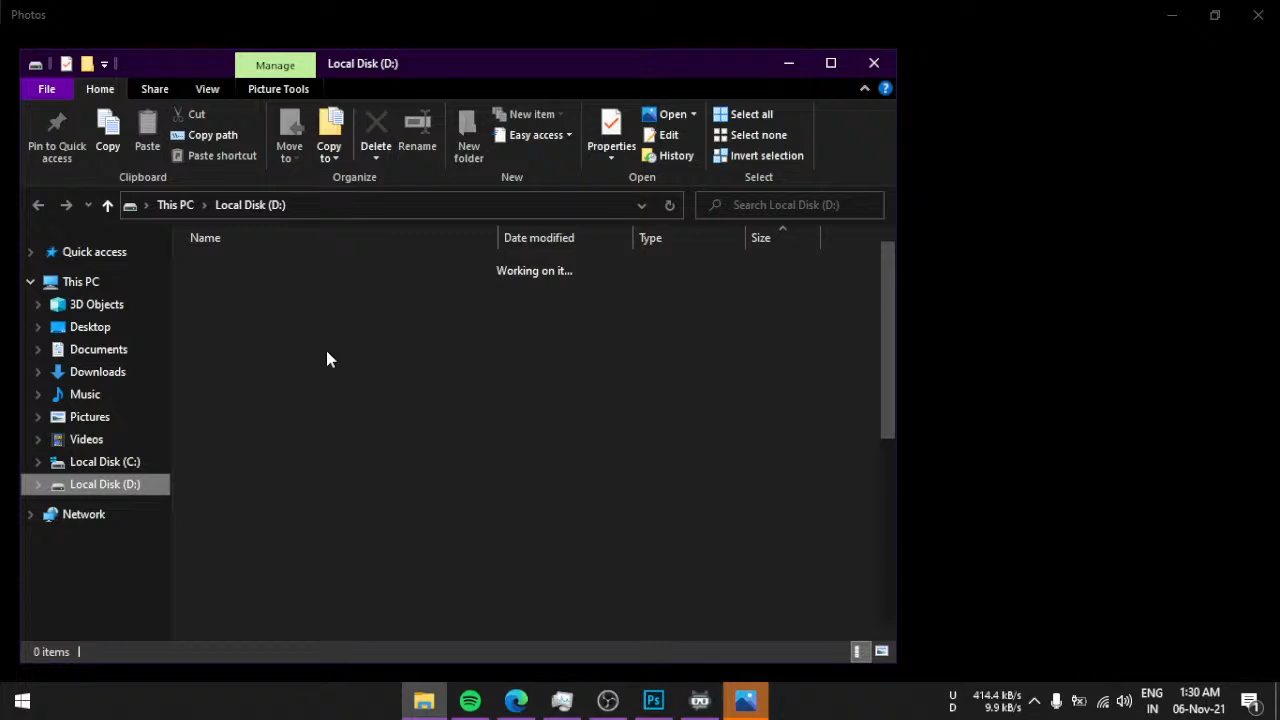 Photos
Manage
Local Disk (D:)
File
Home
Share
View
Picture Tools
Pin to Quick
access
Copy
Paste
Cut
Copy path
Paste shortcut
Clipboard
Move
to
Copy
to
Delete
Rename
Organize
New
folder
New item
Easy access
New
Properties
Open
Edit
History
Open
Select all
Select none
Invert selection
Select
This PC
Local Disk (D:)
Search Local Disk (D:)
Name
Date modified
Type
Size
Working on it...
Quick access
This PC
3D Objects
Desktop
Documents
Downloads
Music
Pictures
Videos
Local Disk (C:)
Local Disk (D:)
Network
0 items
Ps
U 414.4 kB/s
D 9.9 kB/s
ENG
IN
1:30 AM
06-Nov-21
1